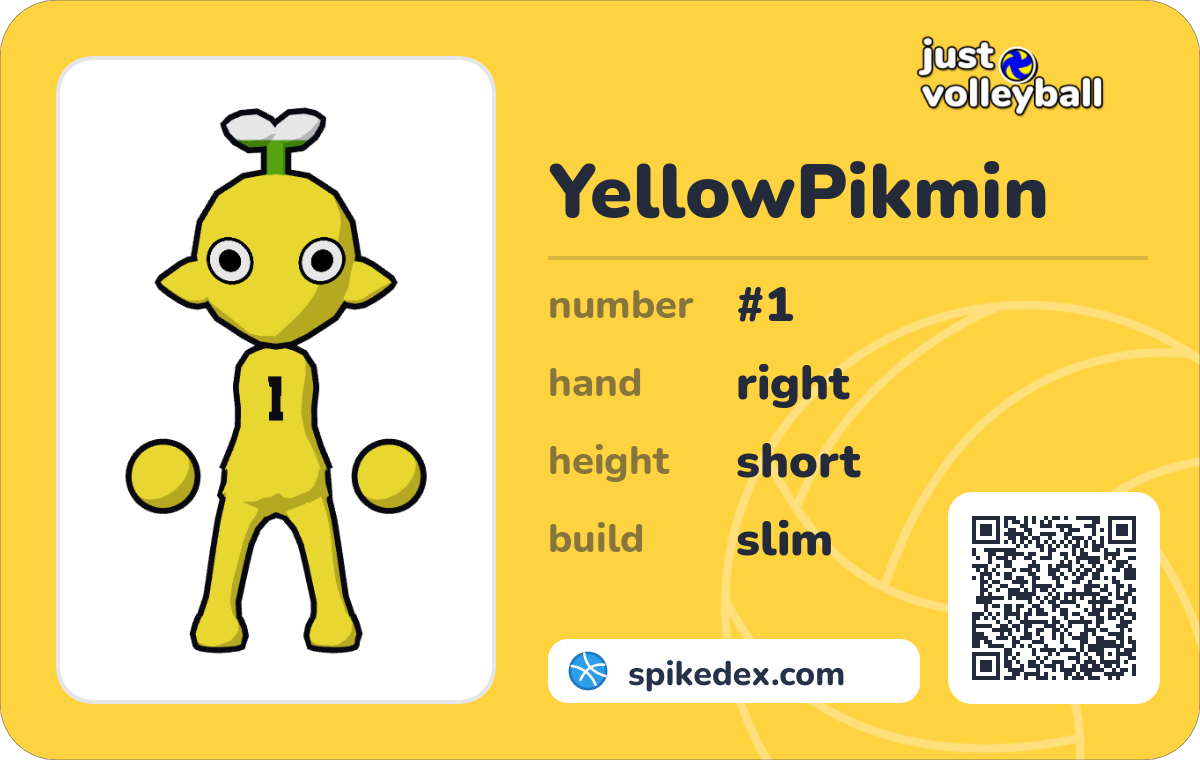 just
volleyball
YellowPikmin
number #1
hand right
height short
build slim
1
spikedex.com